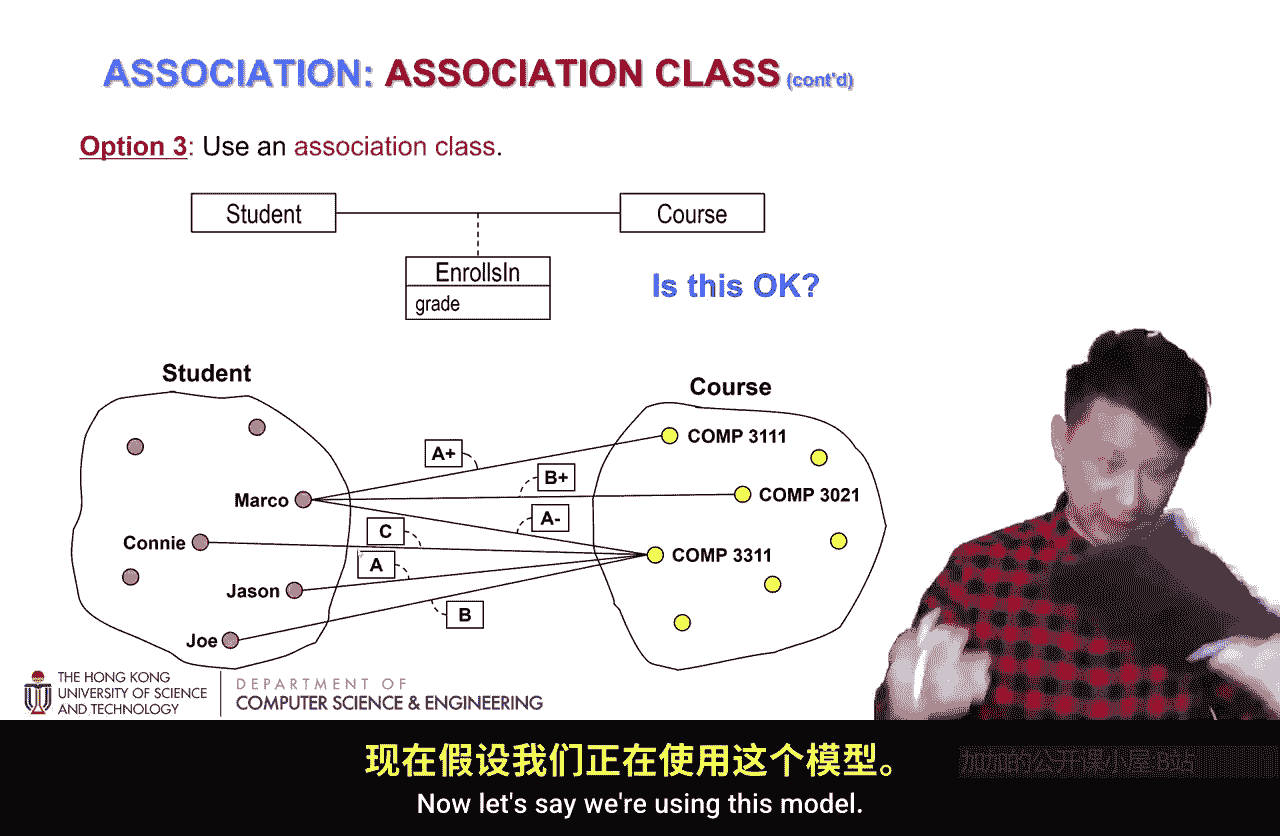 ASSOCIATION: ASSOCIATION CLASS (cont'd)
Option 3: Use an association class.
Student
Course
EnrollsIn
grade
Is this OK?
Student
Course
A+
COMP 3111
B+
Marco
COMP 3021
A-
C
Connie
COMP 3311
A
Jason
B
Joe
THE HONG KONG
UNIVERSITY OF SCIENCE
AND TECHNOLOGY
DEPARTMENT OF
COMPUTER SCIENCE & ENGINEERING
现在假设我们正在使用这个模型。
加加的公开课小屋:B站
Now let's say we're using this model.